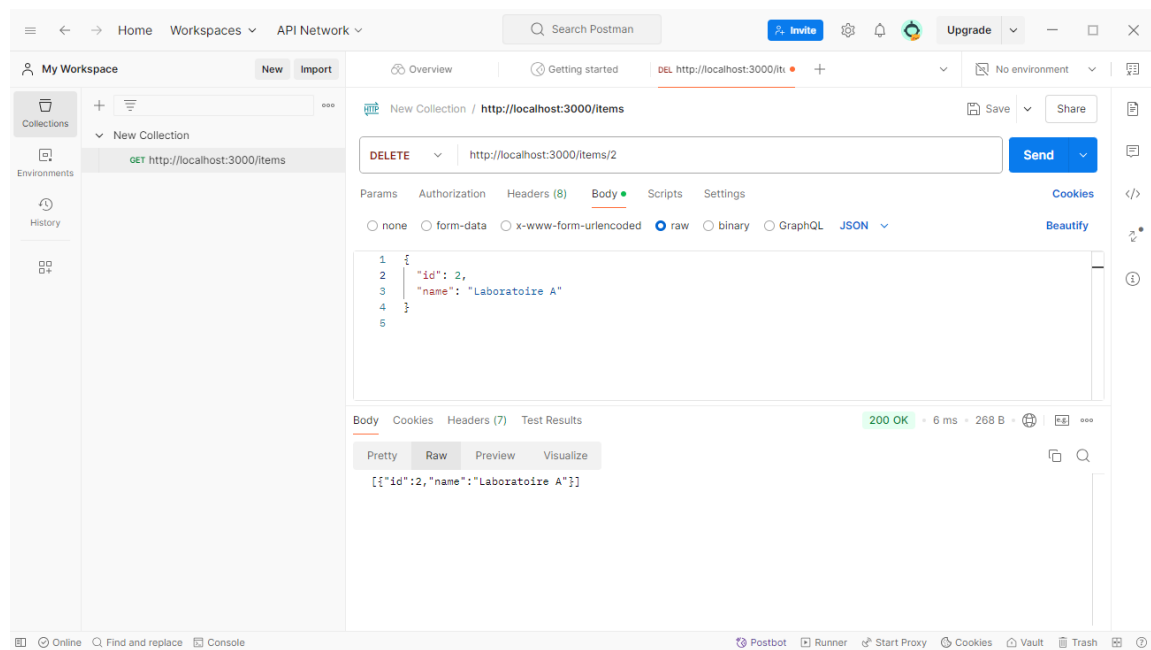 Home Workspaces API Network Search Postman Invite Upgrade
My Workspace New Import Overview Getting started DEL http://localhost:3000/ite No environment
Collections
Environments
History
New Collection
GET http://localhost:3000/items
New Collection / http://localhost:3000/items Save Share
DELETE http://localhost:3000/items/2 Send
Params Authorization Headers (8) Body Scripts Settings Cookies
none form-data x-www-form-urlencoded raw binary GraphQL JSON Beautify
1 {
2 "id": 2,
3 "name": "Laboratoire A"
4 }
5
Body Cookies Headers (7) Test Results 200 OK 6 ms 268 B e.g.
Pretty Raw Preview Visualize
[{"id":2,"name":"Laboratoire A"}]
Online Find and replace Console Postbot Runner Start Proxy Cookies Vault Trash